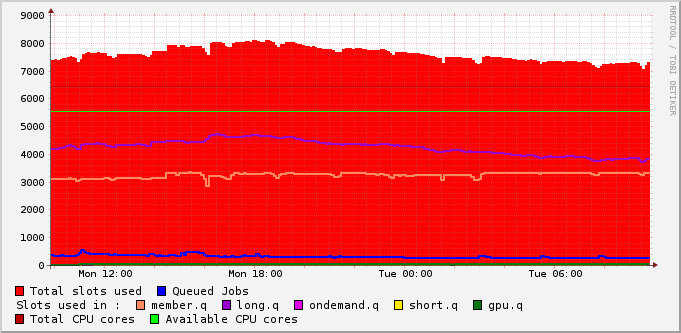 9000
8000
7000
6000
5000
4000
3000
2000
1000
0
Mon 12:00 Mon 18:00 Tue 00:00 Tue 06:00
Total slots used Queued Jobs
Slots used in : member.q long.q ondemand.q short.q gpu.q
Total CPU cores Available CPU cores
RRDTOOL / TOBI OETIKER